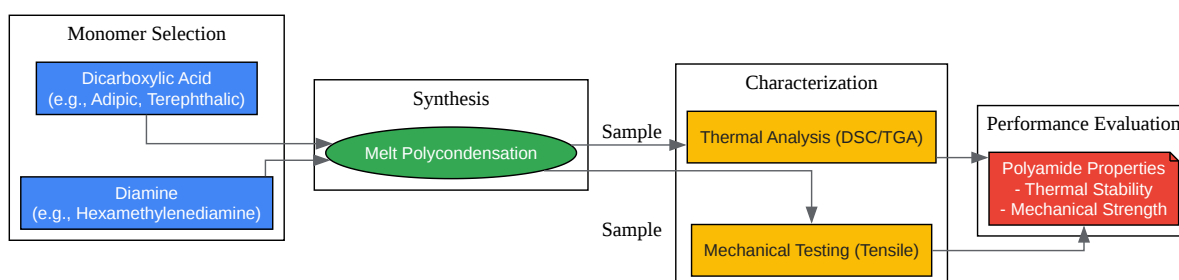 Monomer Selection
Dicarboxylic Acid
(e.g., Adipic, Terephthalic)
Diamine
(e.g., Hexamethylenediamine)
Synthesis
Melt Polycondensation
Sample
Sample
Characterization
Thermal Analysis (DSC/TGA)
Mechanical Testing (Tensile)
Performance Evaluation
Polyamide Properties
- Thermal Stability
- Mechanical Strength